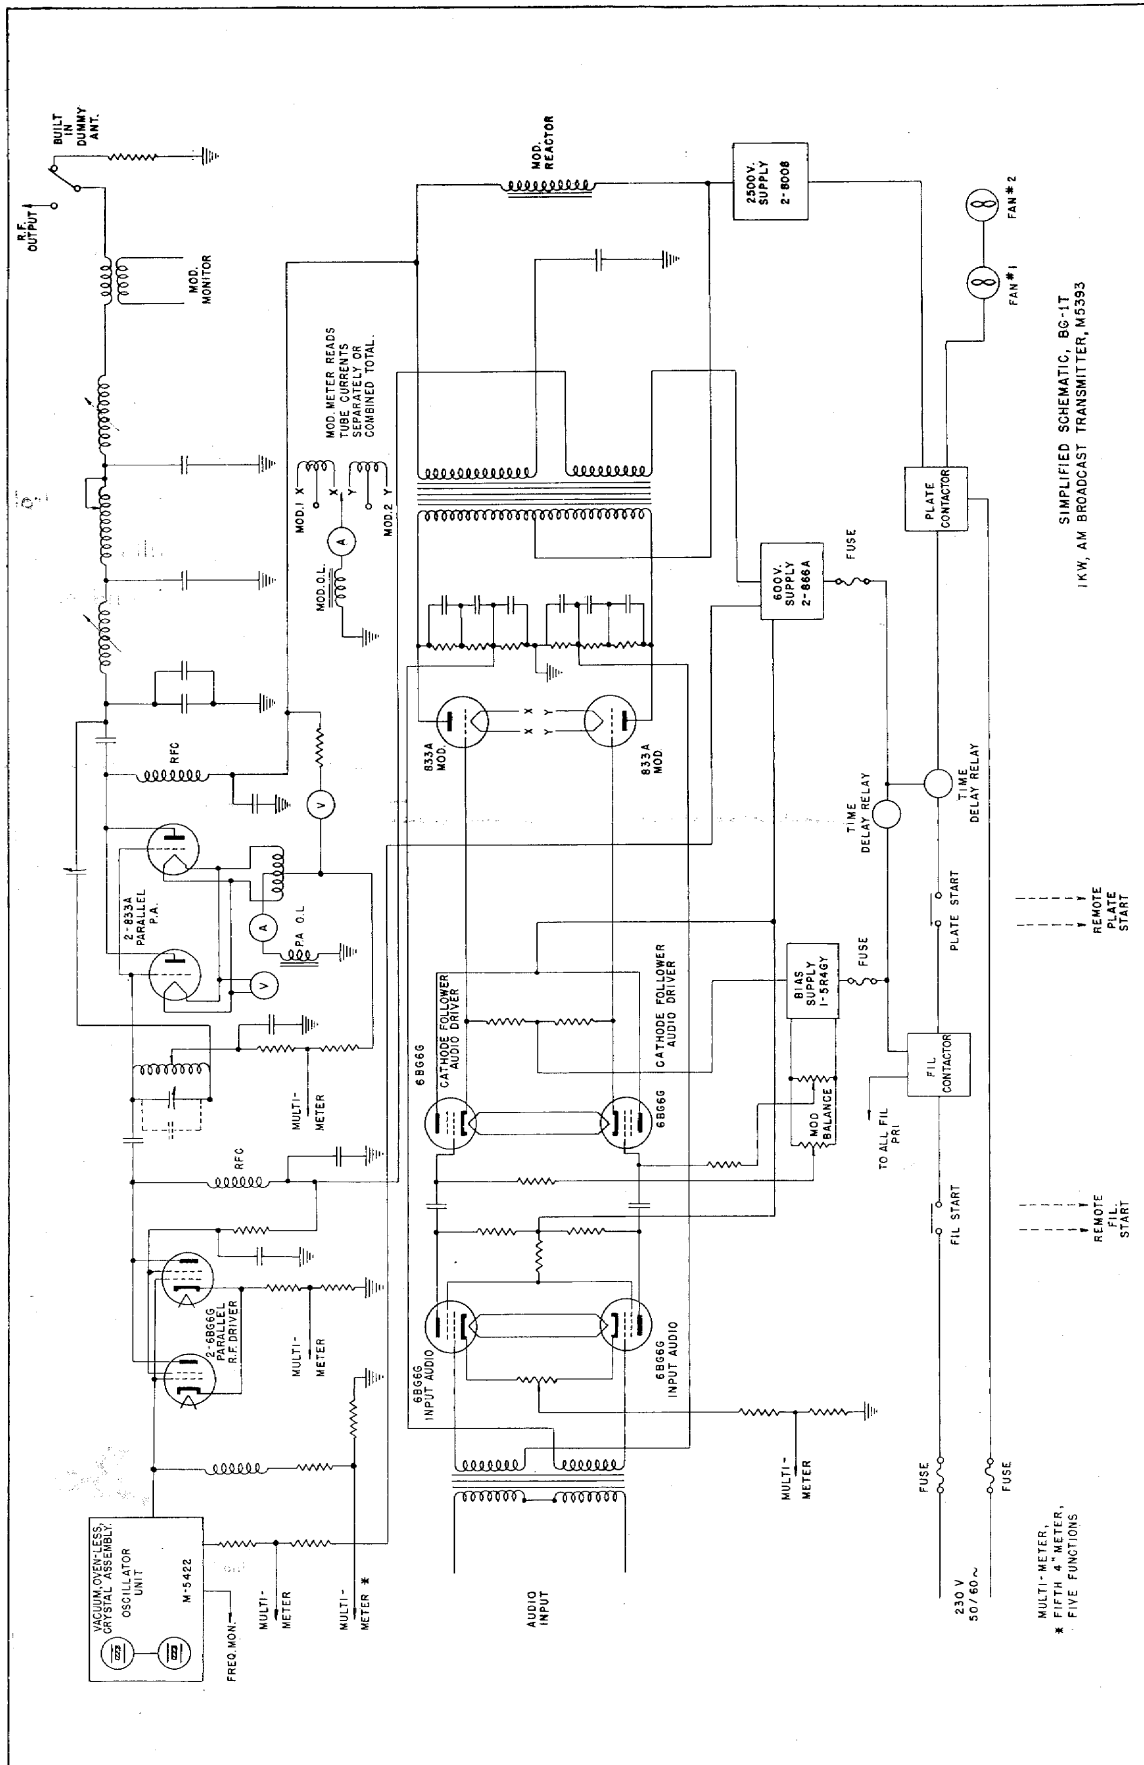 VACUUM, OVEN-LESS,
CRYSTAL ASSEMBLY.
OSCILLATOR
UNIT
M-5422
FREQ. MON.
MULTI-
METER
MULTI-
METER *
2-6BG6G
PARALLEL
R.F. DRIVER
MULTI-
METER
RFC
MULTI-
METER
2-833A
PARALLEL
P.A.
V
A
P.A O.L
V
RFC
MOD.
MONITOR
R.F.
OUTPUT
BUILT
IN
DUMMY
ANT.
MOD. O.L.
A
MOD.1 X
X
Y
MOD.2 Y
MOD. METER READS
TUBE CURRENTS
SEPARATELY OR
COMBINED TOTAL.
AUDIO
INPUT
6BG6G
INPUT AUDIO
6BG6G
INPUT AUDIO
MULTI-
METER
6BG6G
CATHODE FOLLOWER
AUDIO DRIVER
6BG6G
CATHODE FOLLOWER
AUDIO DRIVER
833A
MOD.
X X
Y Y
833A
MOD.
MOD.
REACTOR
MOD
BALANCE
BIAS
SUPPLY
1-5R4GY
FUSE
600V.
SUPPLY
2-866A
FUSE
2500V.
SUPPLY
2-8008
230 V
50/60~
FUSE
FUSE
FIL START
REMOTE
FIL.
START
TO ALL FIL
PRI
FIL
CONTACTOR
PLATE START
REMOTE
PLATE
START
TIME
DELAY RELAY
TIME
DELAY RELAY
PLATE
CONTACTOR
FAN #1
FAN #2
MULTI-METER,
* FIFTH 4" METER,
FIVE FUNCTIONS
SIMPLIFIED SCHEMATIC, BG-1T
1KW, AM BROADCAST TRANSMITTER, M5393